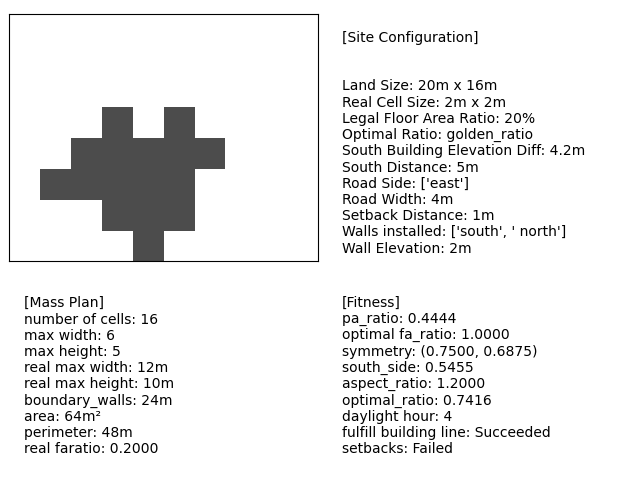 [Site Configuration]
Land Size: 20m x 16m
Real Cell Size: 2m x 2m
Legal Floor Area Ratio: 20%
Optimal Ratio: golden_ratio
South Building Elevation Diff: 4.2m
South Distance: 5m
Road Side: ['east']
Road Width: 4m
Setback Distance: 1m
Walls installed: ['south', ' north']
Wall Elevation: 2m
[Mass Plan]
number of cells: 16
max width: 6
max height: 5
real max width: 12m
real max height: 10m
boundary_walls: 24m
area: 64m²
perimeter: 48m
real faratio: 0.2000
[Fitness]
pa_ratio: 0.4444
optimal fa_ratio: 1.0000
symmetry: (0.7500, 0.6875)
south_side: 0.5455
aspect_ratio: 1.2000
optimal_ratio: 0.7416
daylight hour: 4
fulfill building line: Succeeded
setbacks: Failed